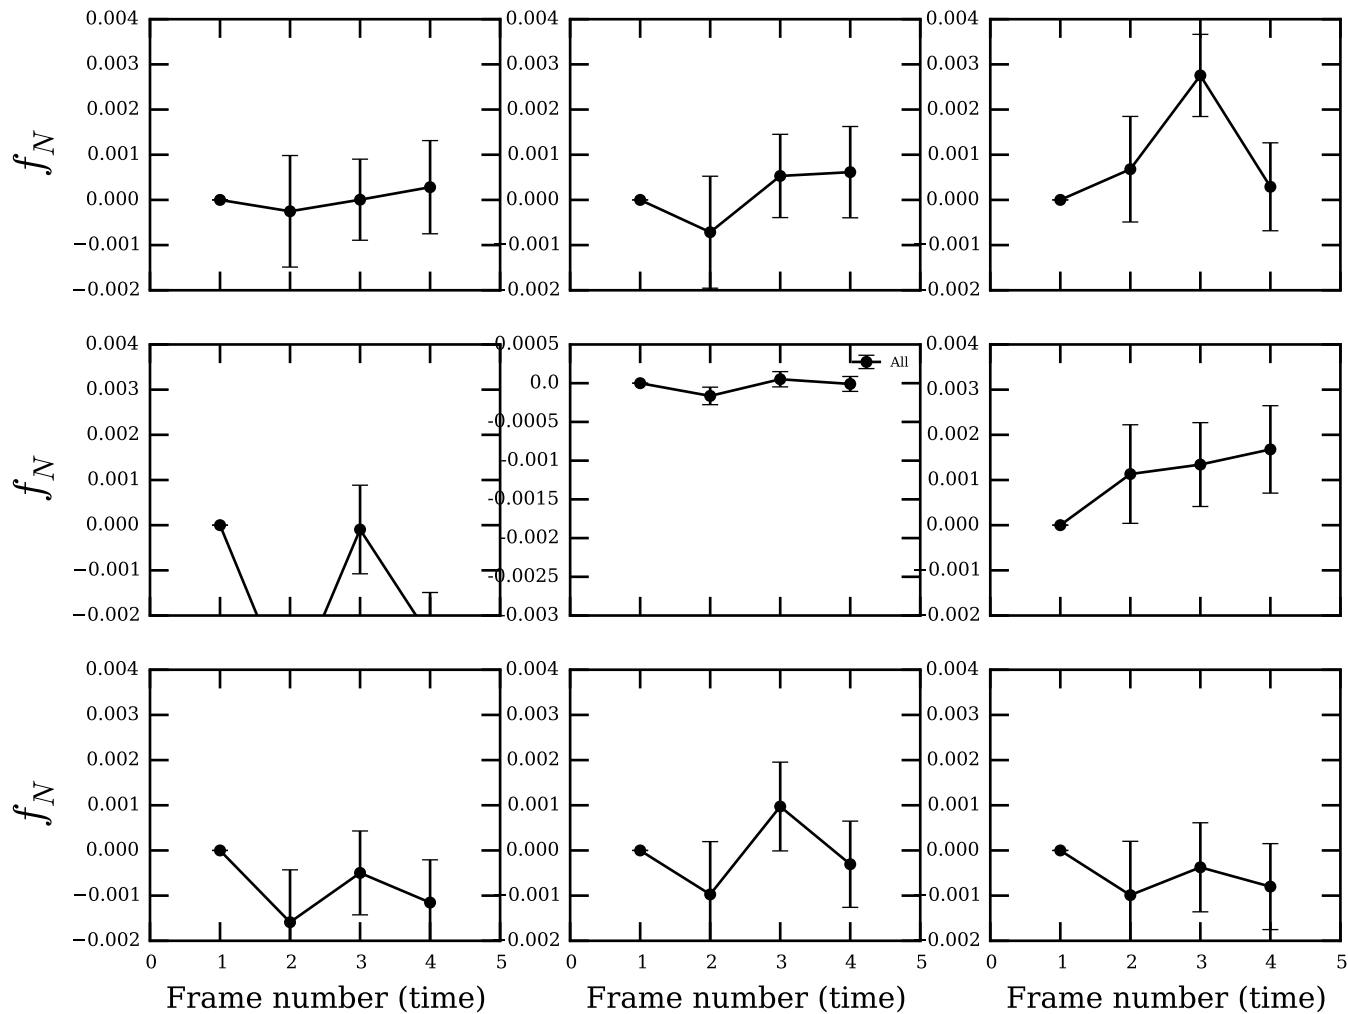 0.004 0.004 0.004
0.003 0.003 0.003
0.002 0.002 0.002
f_N 0.001 0.001 0.001
0.000 0.000 0.000
−0.001 −0.001 −0.001
−0.002 −0.002 −0.002
0.004 0.0005 0.004
All
0.003 0.0 0.003
0.002 -0.0005 0.002
f_N 0.001 -0.001 0.001
0.000 -0.0015 0.000
−0.001 -0.002 −0.001
-0.0025
−0.002 -0.003 −0.002
0.004 0.004 0.004
0.003 0.003 0.003
0.002 0.002 0.002
f_N 0.001 0.001 0.001
0.000 0.000 0.000
−0.001 −0.001 −0.001
−0.002 −0.002 −0.002
0 1 2 3 4 5 0 1 2 3 4 5 0 1 2 3 4 5
Frame number (time) Frame number (time) Frame number (time)